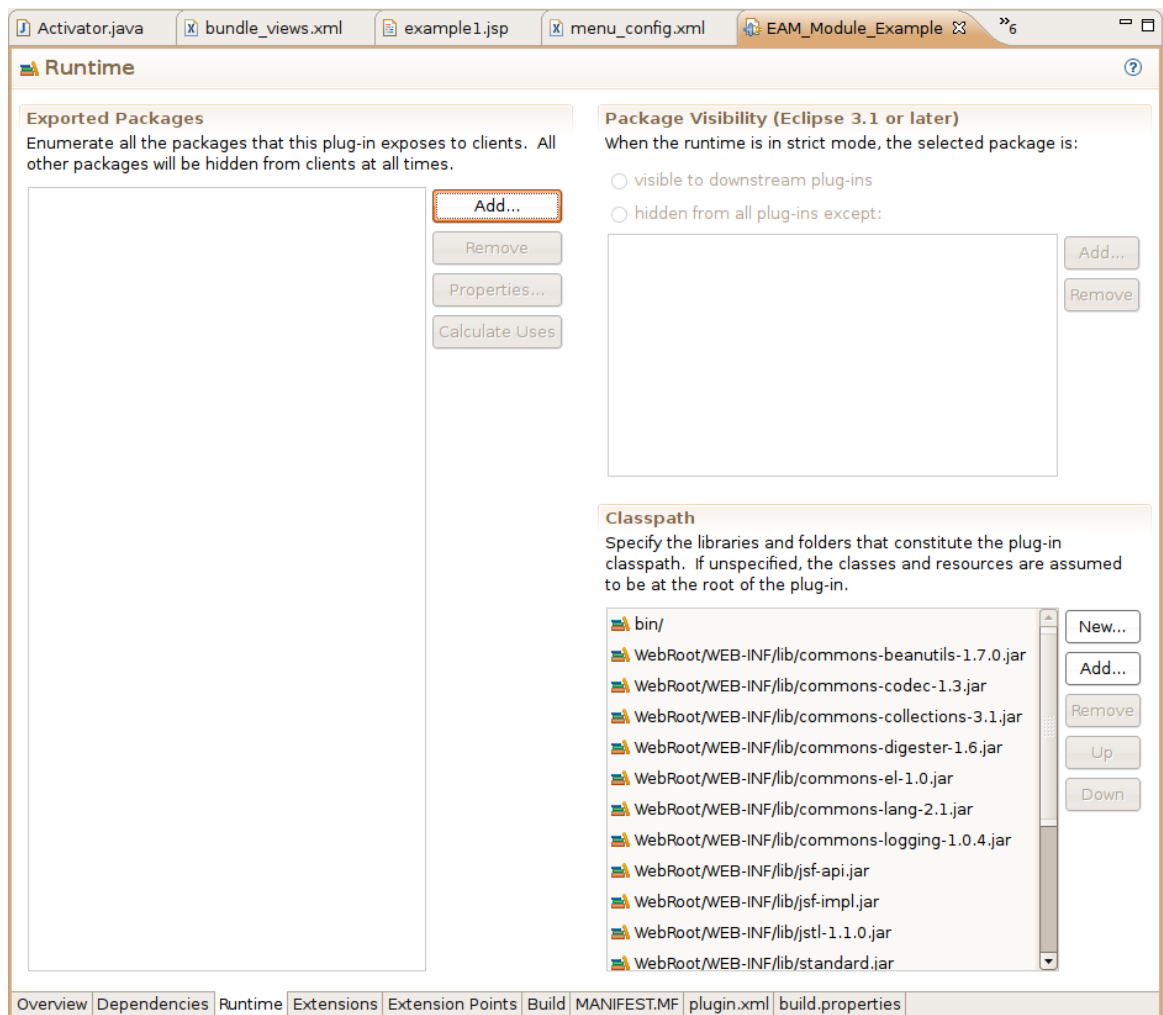 Activator.java
bundle_views.xml
example1.jsp
menu_config.xml
EAM_Module_Example
»6
Runtime
Exported Packages
Enumerate all the packages that this plug-in exposes to clients. All
other packages will be hidden from clients at all times.
Add...
Remove
Properties...
Calculate Uses
Package Visibility (Eclipse 3.1 or later)
When the runtime is in strict mode, the selected package is:
visible to downstream plug-ins
hidden from all plug-ins except:
Add...
Remove
Classpath
Specify the libraries and folders that constitute the plug-in
classpath. If unspecified, the classes and resources are assumed
to be at the root of the plug-in.
bin/
WebRoot/WEB-INF/lib/commons-beanutils-1.7.0.jar
WebRoot/WEB-INF/lib/commons-codec-1.3.jar
WebRoot/WEB-INF/lib/commons-collections-3.1.jar
WebRoot/WEB-INF/lib/commons-digester-1.6.jar
WebRoot/WEB-INF/lib/commons-el-1.0.jar
WebRoot/WEB-INF/lib/commons-lang-2.1.jar
WebRoot/WEB-INF/lib/commons-logging-1.0.4.jar
WebRoot/WEB-INF/lib/jsf-api.jar
WebRoot/WEB-INF/lib/jsf-impl.jar
WebRoot/WEB-INF/lib/jstl-1.1.0.jar
WebRoot/WEB-INF/lib/standard.jar
New...
Add...
Remove
Up
Down
Overview
Dependencies
Runtime
Extensions
Extension Points
Build
MANIFEST.MF
plugin.xml
build.properties